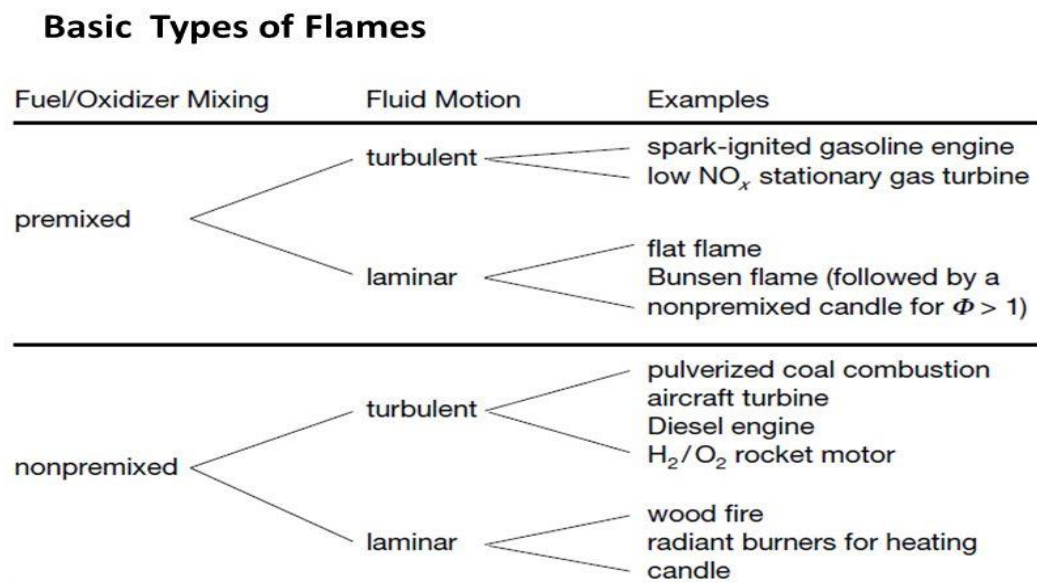 Basic Types of Flames
Fuel/Oxidizer Mixing Fluid Motion Examples
turbulent
spark-ignited gasoline engine
low NOₓ stationary gas turbine
premixed
laminar
flat flame
Bunsen flame (followed by a
nonpremixed candle for Φ > 1)
turbulent
pulverized coal combustion
aircraft turbine
Diesel engine
H₂/O₂ rocket motor
nonpremixed
laminar
wood fire
radiant burners for heating
candle